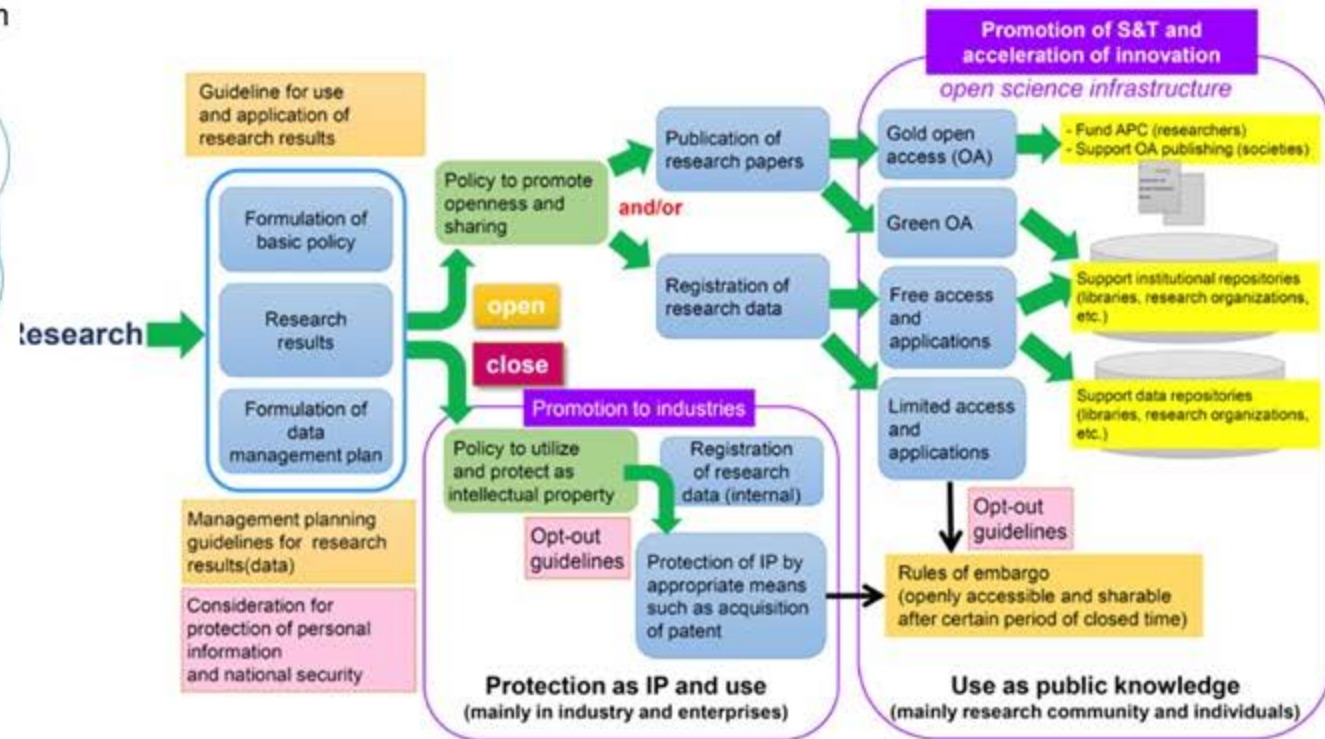 Promotion of S&T and
acceleration of innovation
open science infrastructure
Guideline for use
and application of
research results
Publication of
research papers
Gold open
access (OA)
- Fund APC (researchers)
- Support OA publishing (societies)
Policy to promote
openness and
sharing
and/or
Formulation of
basic policy
Green OA
Registration of
research data
Free access
and
applications
Support institutional repositories
(libraries, research organizations,
etc.)
open
Research
results
close
Limited access
and
applications
Support data repositories
(libraries, research organizations,
etc.)
Formulation of
data
management plan
Promotion to industries
Policy to utilize
and protect as
intellectual property
Registration
of research
data (internal)
Management planning
guidelines for research
results(data)
Opt-out
guidelines
Opt-out
guidelines
Protection of IP by
appropriate means
such as acquisition
of patent
Rules of embargo
(openly accessible and sharable
after certain period of closed time)
Consideration for
protection of personal
information
and national security
Protection as IP and use
(mainly in industry and enterprises)
Use as public knowledge
(mainly research community and individuals)